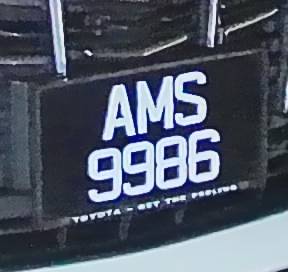 AMS
9986
TOYOTA - GET THE FEELING